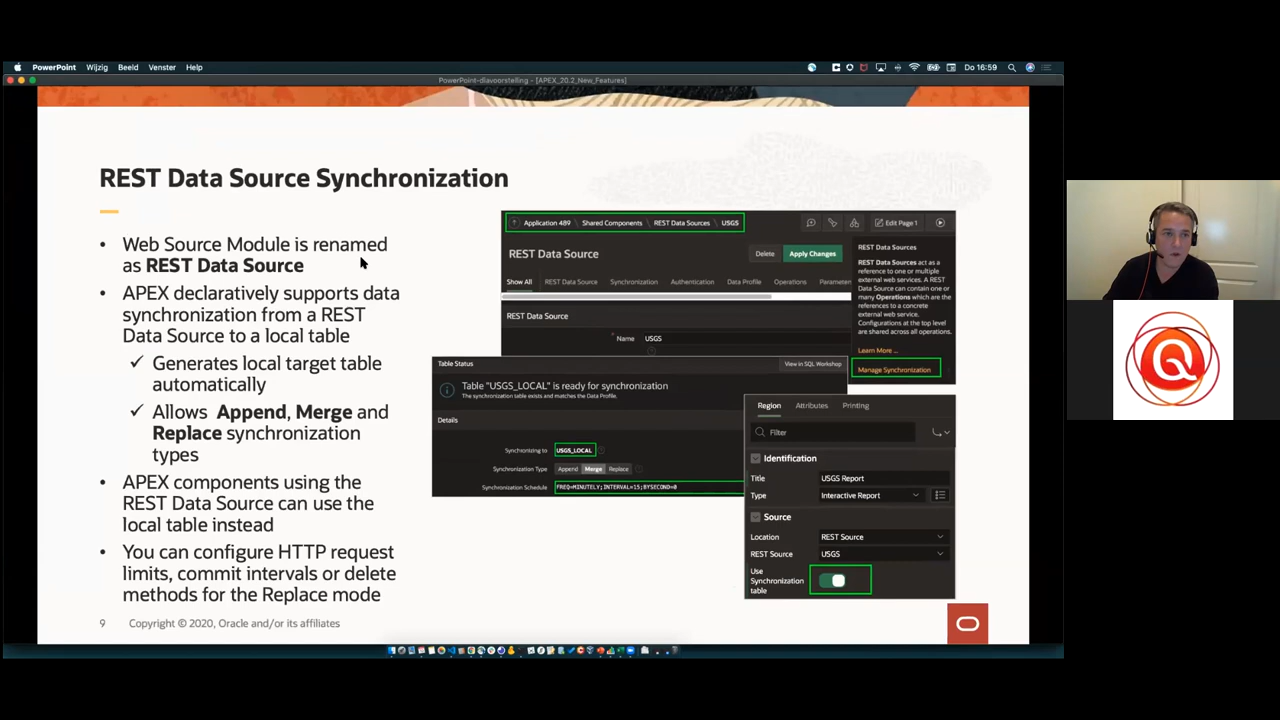 PowerPoint Wijzig Beeld Venster Help
Do 16:59
PowerPoint-diavoorstelling - [APEX_20.2_New_Features]
REST Data Source Synchronization
• Web Source Module is renamed
as REST Data Source
• APEX declaratively supports data
synchronization from a REST
Data Source to a local table
✓ Generates local target table
automatically
✓ Allows Append, Merge and
Replace synchronization
types
• APEX components using the
REST Data Source can use the
local table instead
• You can configure HTTP request
limits, commit intervals or delete
methods for the Replace mode
9 Copyright © 2020, Oracle and/or its affiliates
Application 489 \ Shared Components \ REST Data Sources \ USGS
Edit Page 1
REST Data Source
Delete Apply Changes
Show All REST Data Source Synchronization Authentication Data Profile Operations Parameter
REST Data Source
* Name USGS
REST Data Sources
REST Data Sources act as a
reference to one or multiple
external web services. A REST
Data Source can contain one or
many Operations which are the
references to a concrete
external web service.
Configurations at the top level
are shared across all operations.
Learn More ...
Manage Synchronization
Table Status View in SQL Workshop
Table "USGS_LOCAL" is ready for synchronization
The synchronization table exists and matches the Data Profile.
Details
Synchronizing to USGS_LOCAL
Synchronization Type Append Merge Replace
Synchronization Schedule FREQ=MINUTELY;INTERVAL=15;BYSECOND=0
Region Attributes Printing
Filter
Identification
Title USGS Report
Type Interactive Report
Source
Location REST Source
REST Source USGS
Use
Synchronization
table
Q